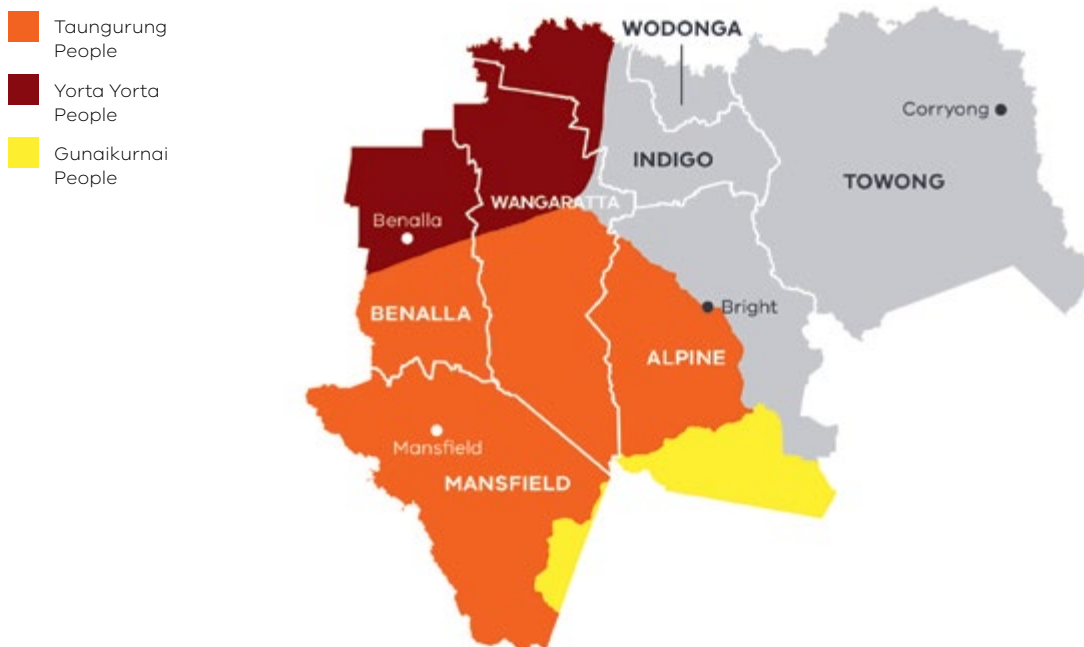 Taungurung
People
Yorta Yorta
People
Gunaikurnai
People
WODONGA
Corryong
INDIGO
TOWONG
WANGARATTA
Benalla
Bright
BENALLA
ALPINE
Mansfield
MANSFIELD